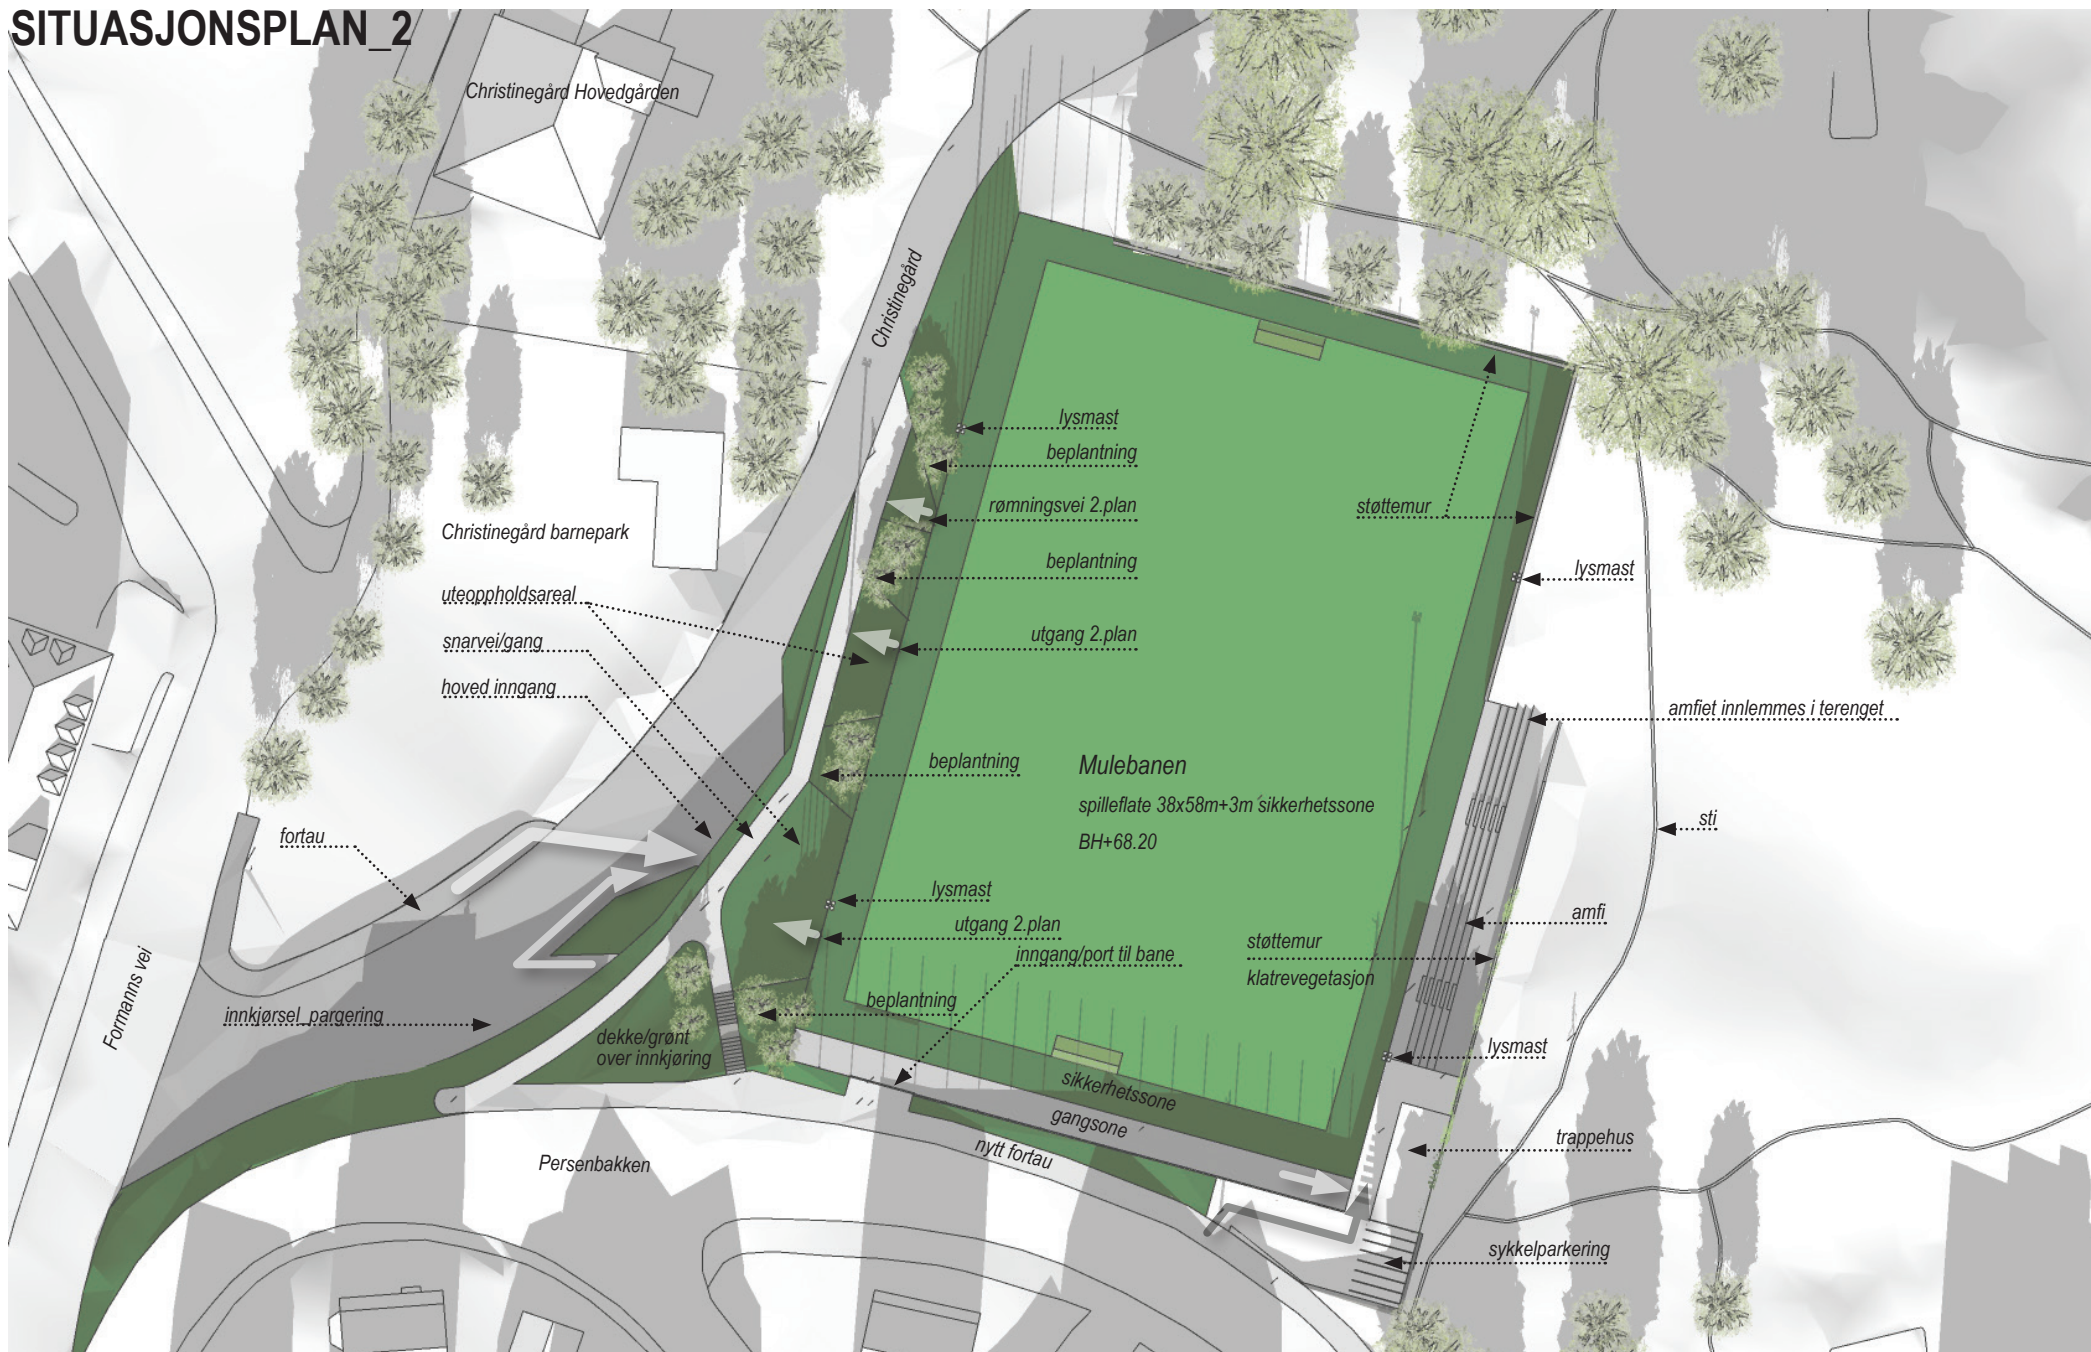 SITUASJONSPLAN_2
Christinegård Hovedgården
Christinegård
lysmast
beplantning
rømningsvei 2.plan
støttemur
Christinegård barnepark
beplantning
lysmast
uteoppholdsareal
utgang 2.plan
snarvei/gang
hoved inngang
amfiet innlemmes i terenget
beplantning
Mulebanen
spilleflate 38x58m+3m sikkerhetssone
BH+68.20
sti
fortau
lysmast
amfi
utgang 2.plan
støttemur
klatrevegetasjon
inngang/port til bane
Formanns vei
innkjørsel_pargering
beplantning
dekke/grønt
over innkjøring
lysmast
sikkerhetssone
gangsone
nytt fortau
trappehus
Persenbakken
sykkelparkering